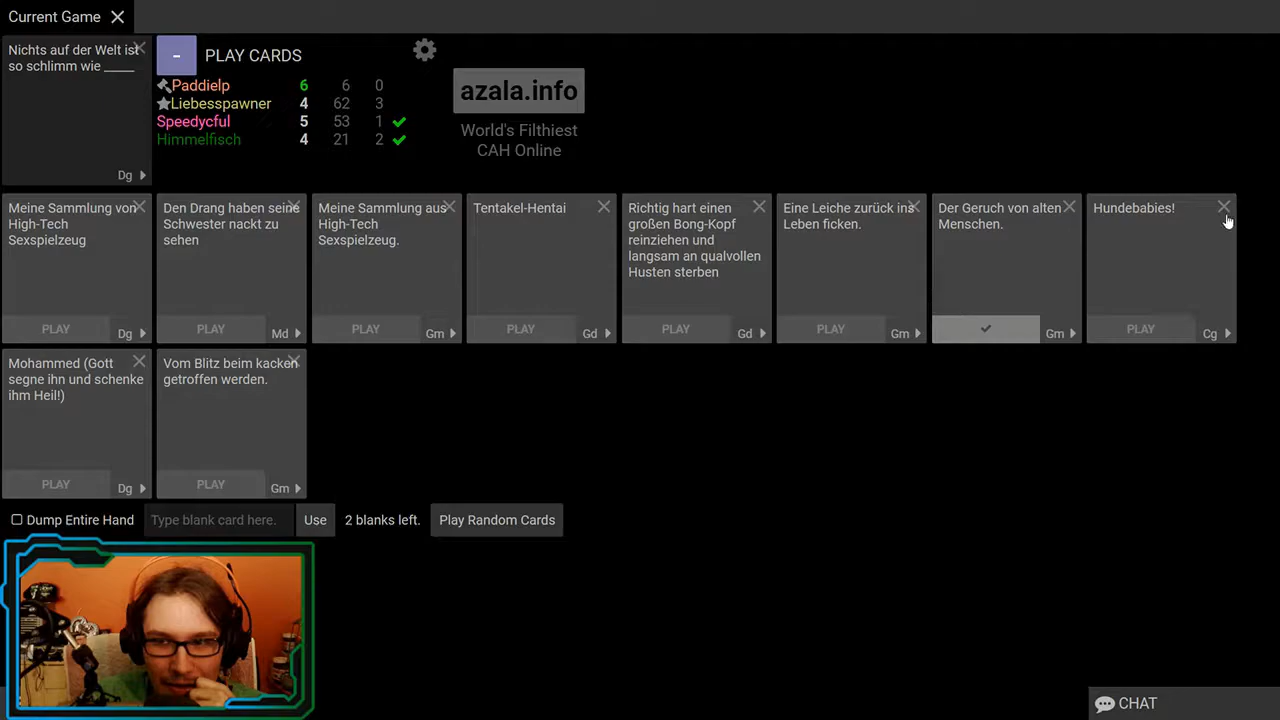 Current Game
Nichts auf der Welt ist
so schlimm wie _____
Dg
-
PLAY CARDS
Paddielp 6 6 0
Liebesspawner 4 62 3
Speedycful 5 53 1
Himmelfisch 4 21 2
azala.info
World's Filthiest
CAH Online
Meine Sammlung von
High-Tech
Sexspielzeug
PLAY
Dg
Den Drang haben seine
Schwester nackt zu
sehen
PLAY
Md
Meine Sammlung aus
High-Tech
Sexspielzeug.
PLAY
Gm
Tentakel-Hentai
PLAY
Gd
Richtig hart einen
großen Bong-Kopf
reinziehen und
langsam an qualvollen
Husten sterben
PLAY
Gd
Eine Leiche zurück ins
Leben ficken.
PLAY
Gm
Der Geruch von alten
Menschen.
Gm
Hundebabies!
PLAY
Cg
Mohammed (Gott
segne ihn und schenke
ihm Heil!)
PLAY
Dg
Vom Blitz beim kacken
getroffen werden.
PLAY
Gm
Dump Entire Hand
Type blank card here.
Use
2 blanks left.
Play Random Cards
CHAT